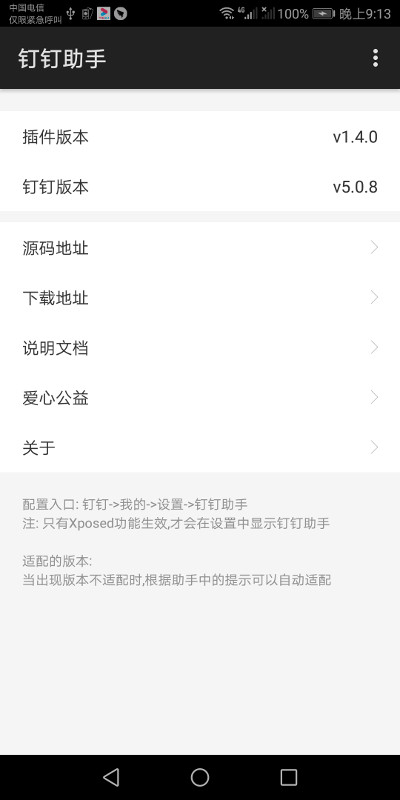 中国电信
仅限紧急呼叫
4G
100%
晚上9:13
钉钉助手
插件版本
v1.4.0
钉钉版本
v5.0.8
源码地址
下载地址
说明文档
爱心公益
关于
配置入口: 钉钉->我的->设置->钉钉助手
注: 只有Xposed功能生效,才会在设置中显示钉钉助手
适配的版本:
当出现版本不适配时,根据助手中的提示可以自动适配